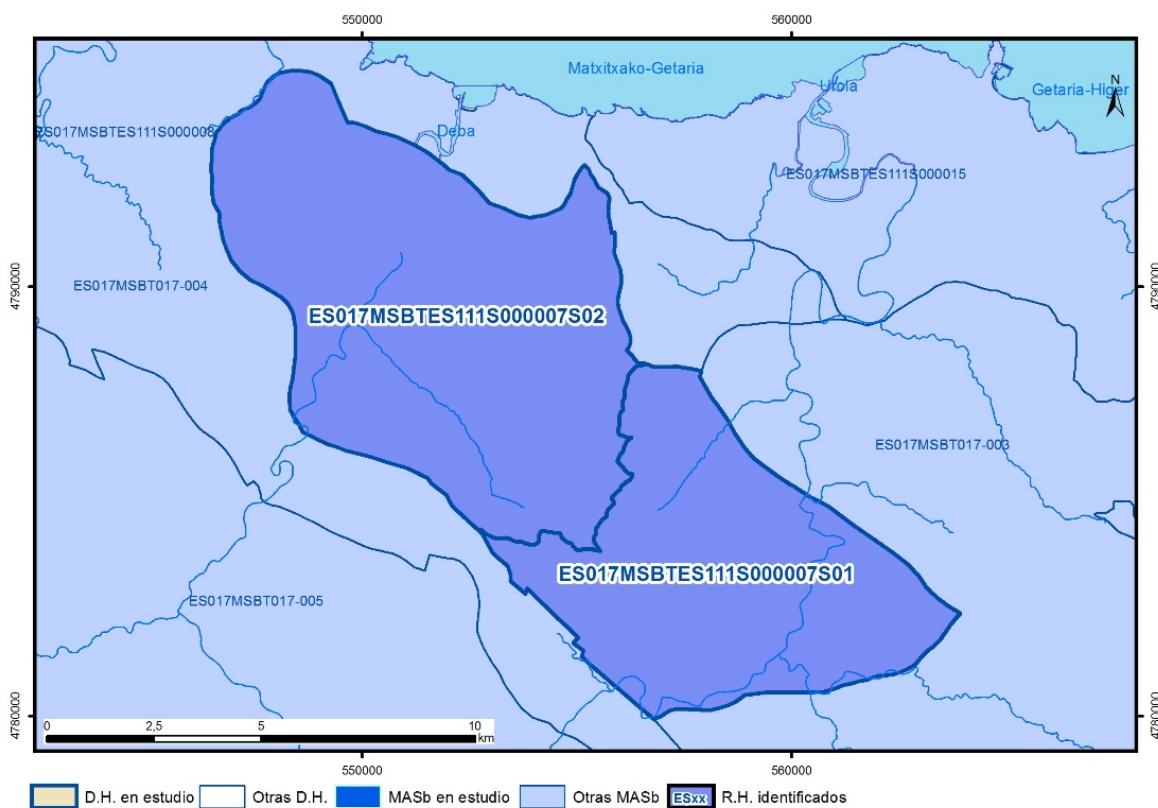 550000
560000
Matxitxako-Getaria
Urola
Getaria-Higer
N
Deba
ES017MSBTES111S000008
ES017MSBTES111S000015
4790000
4790000
ES017MSBT017-004
ES017MSBTES111S000007S02
ES017MSBT017-003
ES017MSBTES111S000007S01
ES017MSBT017-005
4780000
4780000
0 2,5 5 10
km
550000
560000
D.H. en estudio Otras D.H. MASb en estudio Otras MASb ESxx R.H. identificados